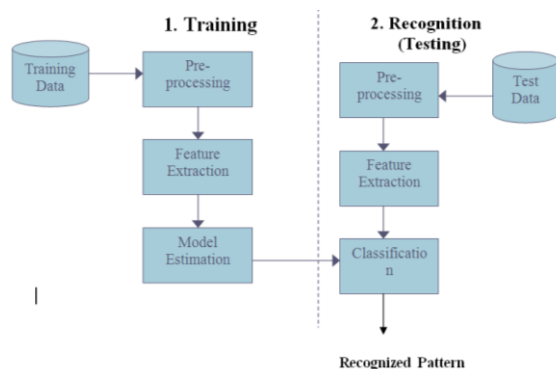 1. Training
Training
Data
Pre-
processing
Feature
Extraction
Model
Estimation
2. Recognition
(Testing)
Pre-
processing
Test
Data
Feature
Extraction
Classificatio
n
Recognized Pattern